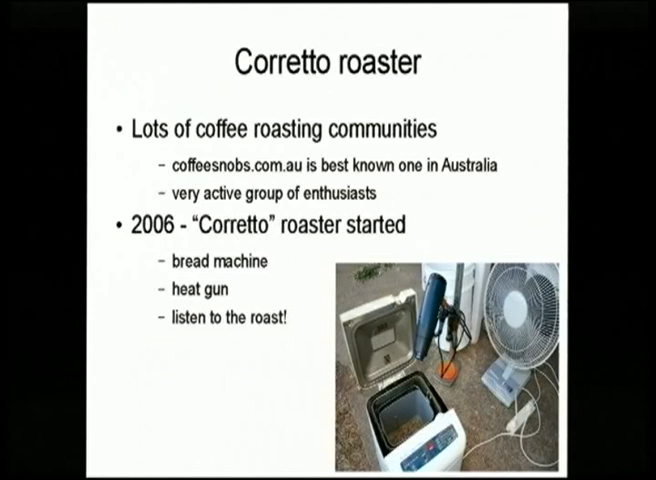 Corretto roaster
• Lots of coffee roasting communities
– coffeesnobs.com.au is best known one in Australia
– very active group of enthusiasts
• 2006 - “Corretto” roaster started
– bread machine
– heat gun
– listen to the roast!